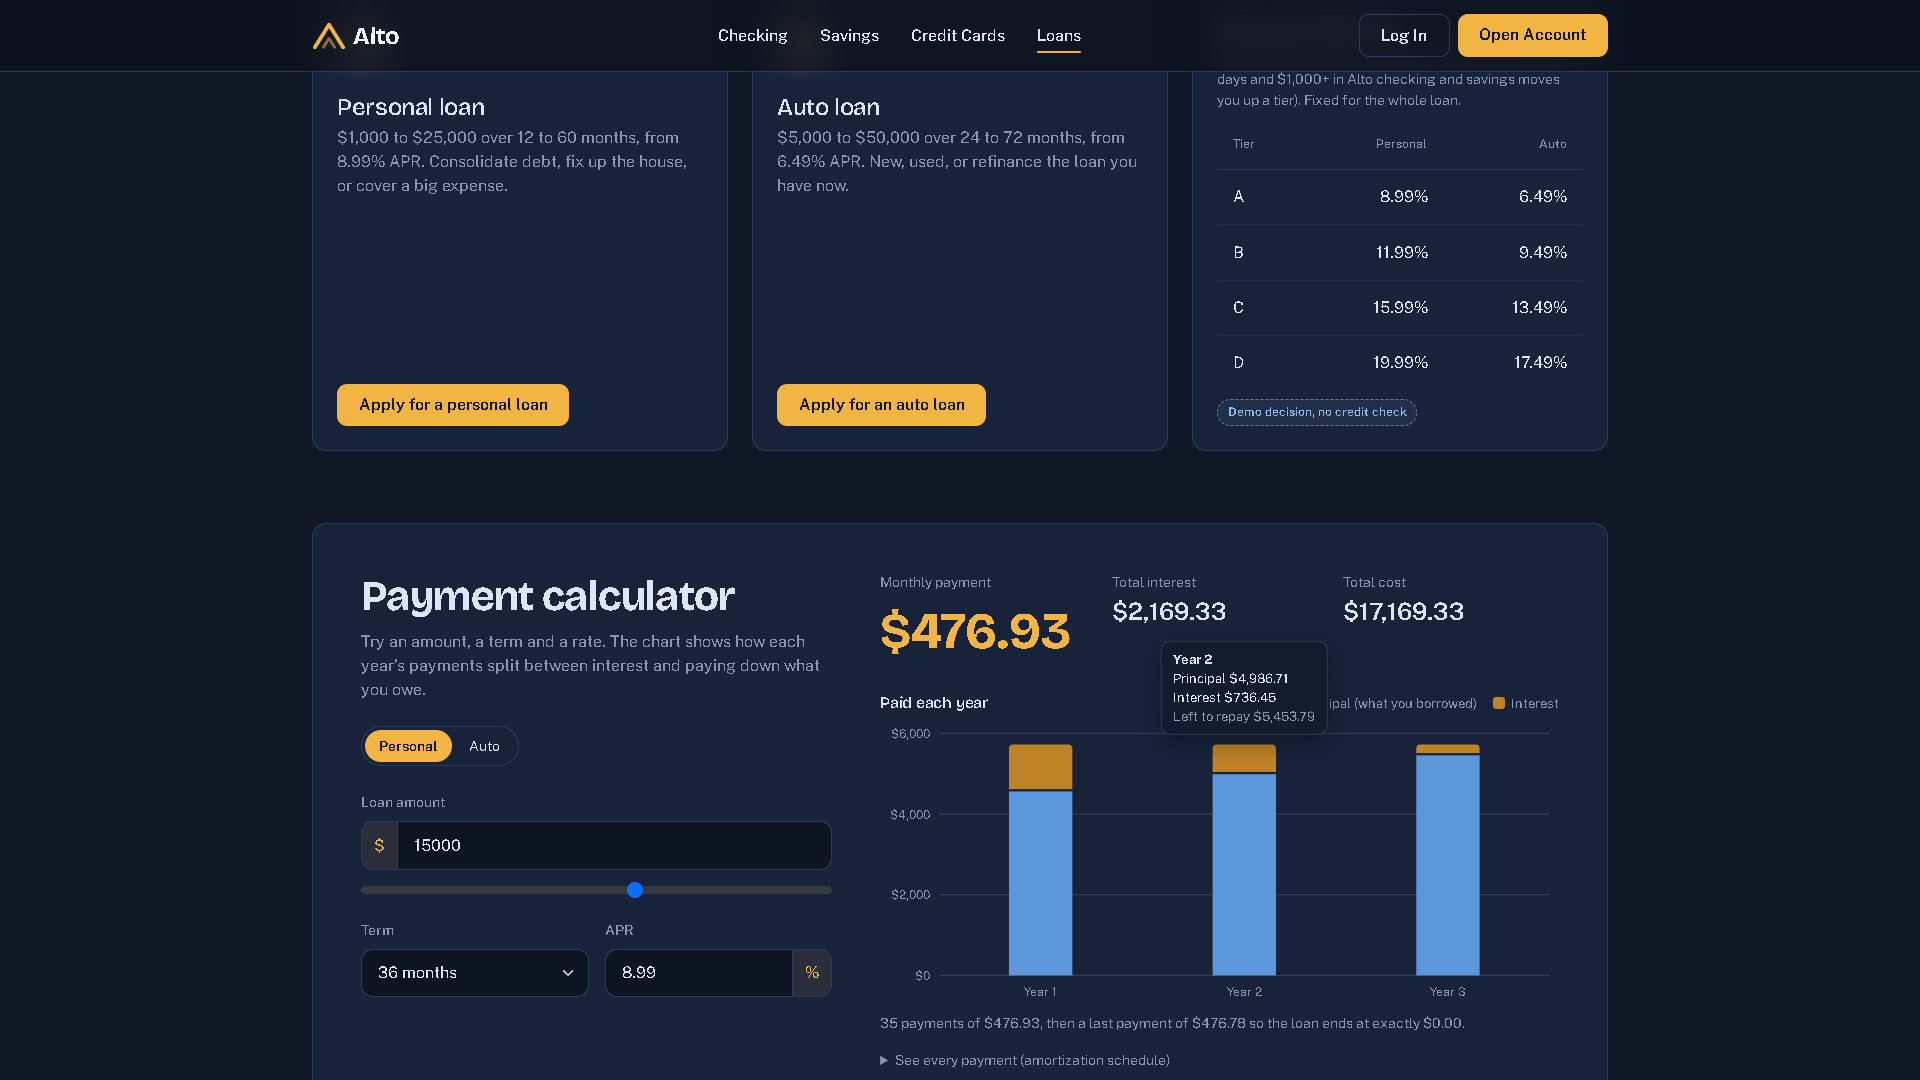 Alto
Checking
Savings
Credit Cards
Loans
Log In
Open Account
Personal loan
$1,000 to $25,000 over 12 to 60 months, from
8.99% APR. Consolidate debt, fix up the house,
or cover a big expense.
Apply for a personal loan
Auto loan
$5,000 to $50,000 over 24 to 72 months, from
6.49% APR. New, used, or refinance the loan you
have now.
Apply for an auto loan
days and $1,000+ in Alto checking and savings moves
you up a tier). Fixed for the whole loan.
Tier Personal Auto
A 8.99% 6.49%
B 11.99% 9.49%
C 15.99% 13.49%
D 19.99% 17.49%
Demo decision, no credit check
Payment calculator
Try an amount, a term and a rate. The chart shows how each
year's payments split between interest and paying down what
you owe.
Personal Auto
Loan amount
$ 15000
Term
36 months
APR
8.99 %
Monthly payment
$476.93
Total interest
$2,169.33
Total cost
$17,169.33
Year 2
Principal $4,986.71
Interest $736.45
Left to repay $5,453.79
Paid each year
(what you borrowed)
Interest
$6,000
$4,000
$2,000
$0
Year 1
Year 2
Year 3
35 payments of $476.93, then a last payment of $476.78 so the loan ends at exactly $0.00.
See every payment (amortization schedule)